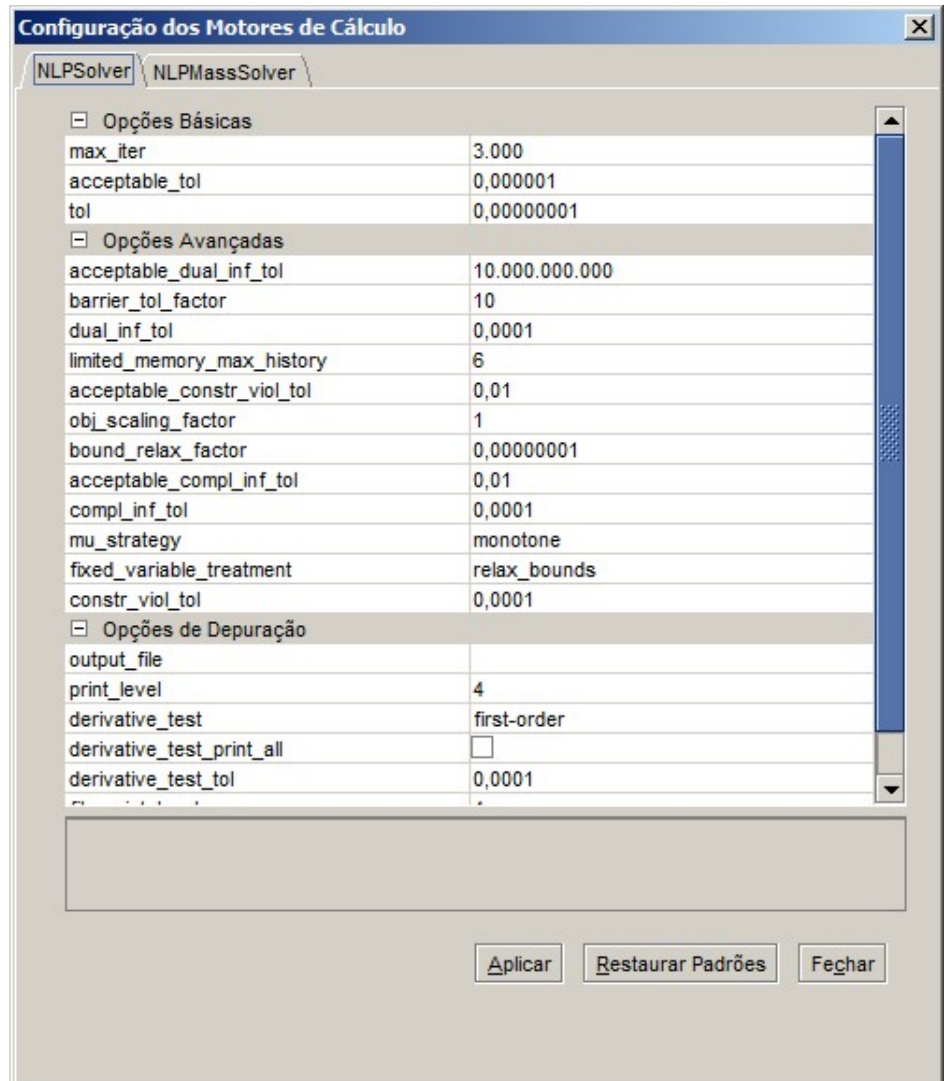 Configuração dos Motores de Cálculo
NLPSolver NLPMassSolver
Opções Básicas
max_iter 3.000
acceptable_tol 0,000001
tol 0,00000001
Opções Avançadas
acceptable_dual_inf_tol 10.000.000.000
barrier_tol_factor 10
dual_inf_tol 0,0001
limited_memory_max_history 6
acceptable_constr_viol_tol 0,01
obj_scaling_factor 1
bound_relax_factor 0,00000001
acceptable_compl_inf_tol 0,01
compl_inf_tol 0,0001
mu_strategy monotone
fixed_variable_treatment relax_bounds
constr_viol_tol 0,0001
Opções de Depuração
output_file
print_level 4
derivative_test first-order
derivative_test_print_all
derivative_test_tol 0,0001
Aplicar Restaurar Padrões Fechar